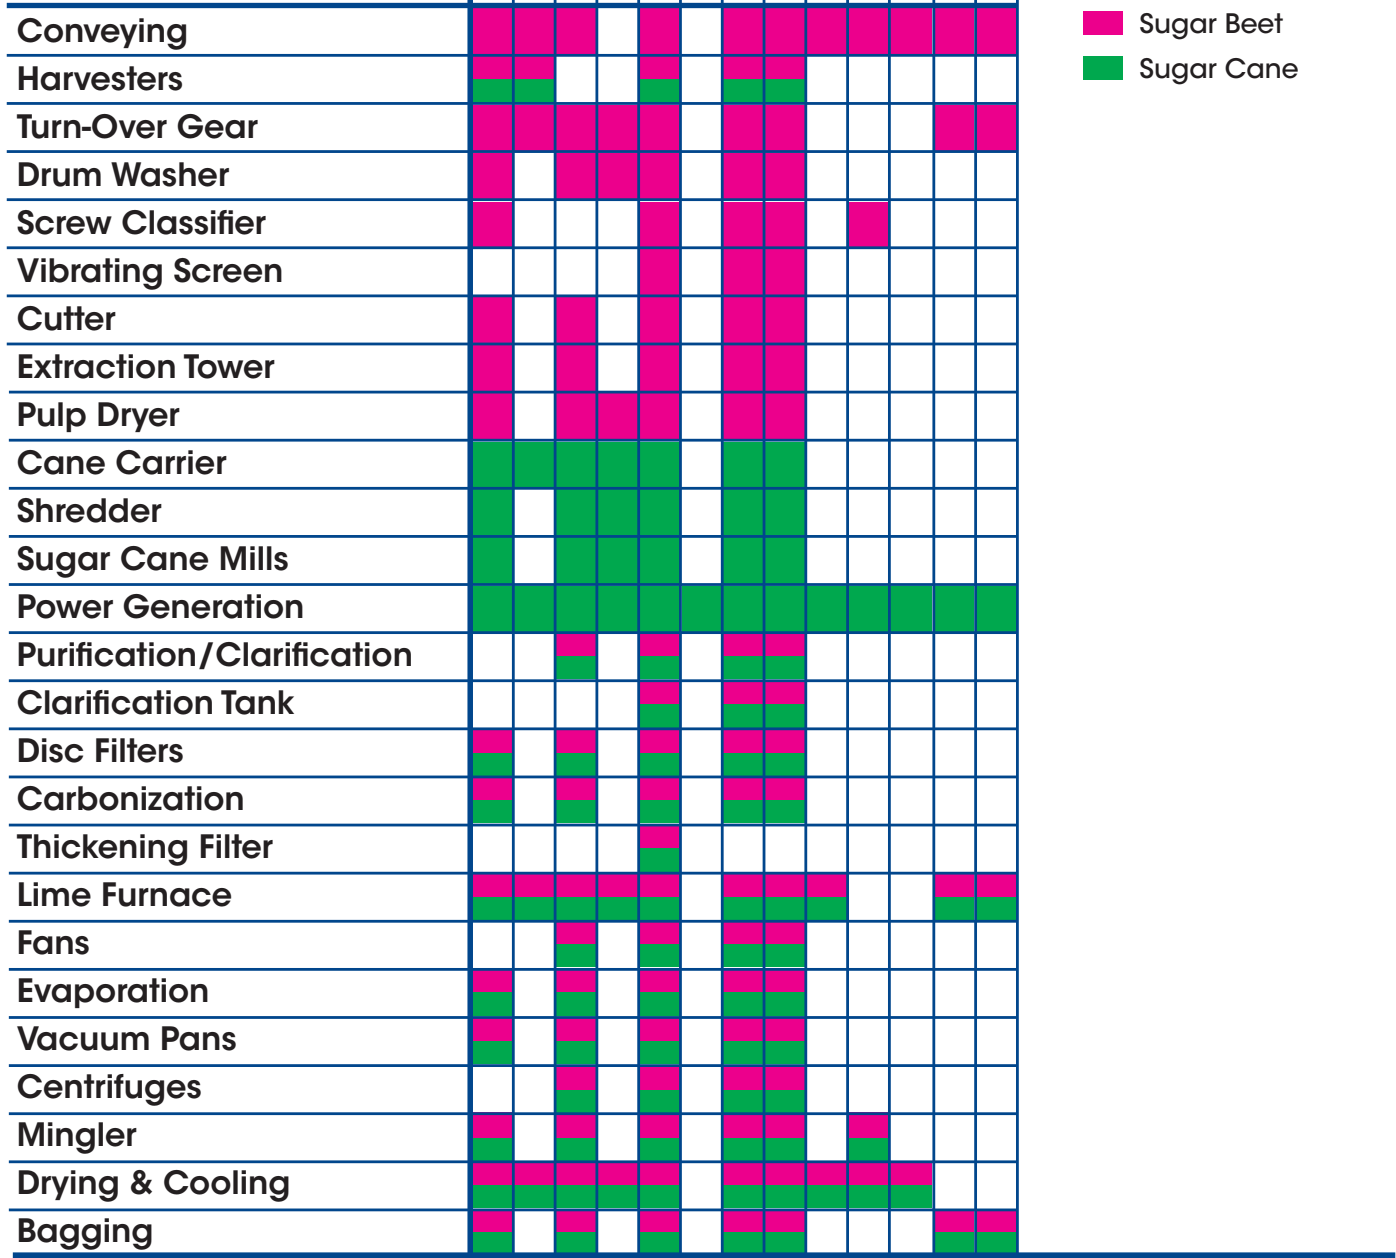 Conveying
Sugar Beet
Harvesters
Sugar Cane
Turn-Over Gear
Drum Washer
Screw Classifier
Vibrating Screen
Cutter
Extraction Tower
Pulp Dryer
Cane Carrier
Shredder
Sugar Cane Mills
Power Generation
Purification/Clarification
Clarification Tank
Disc Filters
Carbonization
Thickening Filter
Lime Furnace
Fans
Evaporation
Vacuum Pans
Centrifuges
Mingler
Drying & Cooling
Bagging